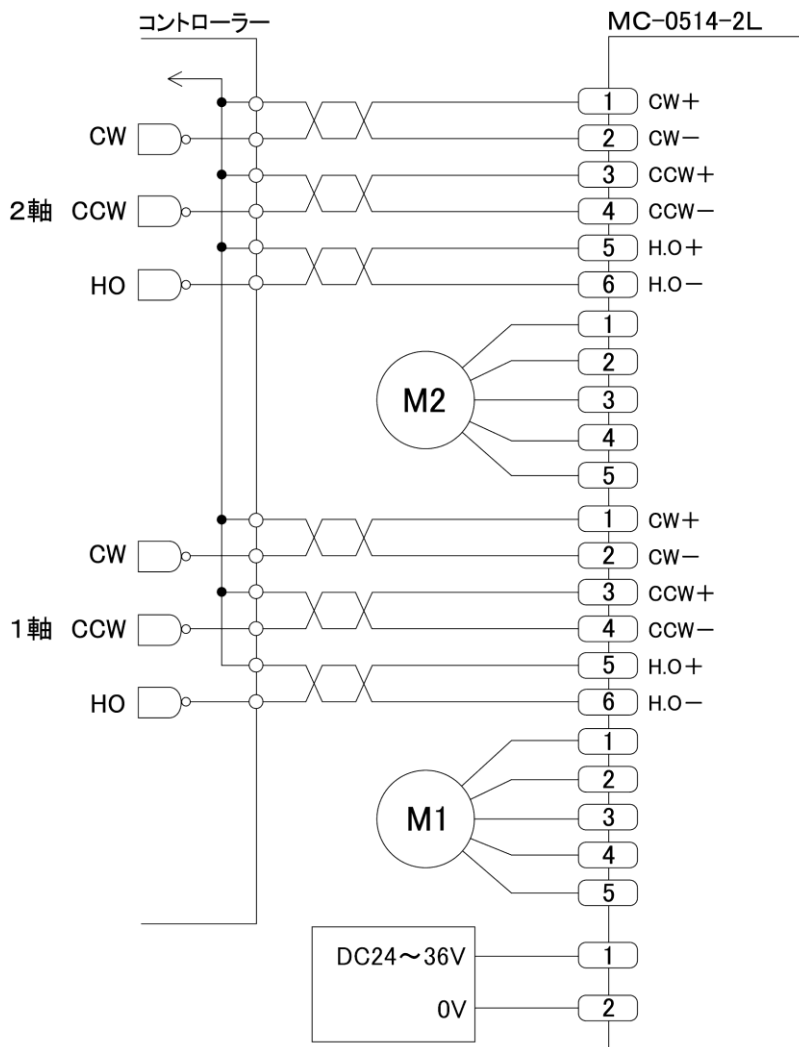 コントローラー
MC-0514-2L
1 CW+
CW 2 CW-
3 CCW+
2軸 CCW 4 CCW-
5 H.O+
HO 6 H.O-
1
2
M2 3
4
5
1 CW+
CW 2 CW-
3 CCW+
1軸 CCW 4 CCW-
5 H.O+
HO 6 H.O-
1
2
M1 3
4
5
DC24～36V 1
0V 2